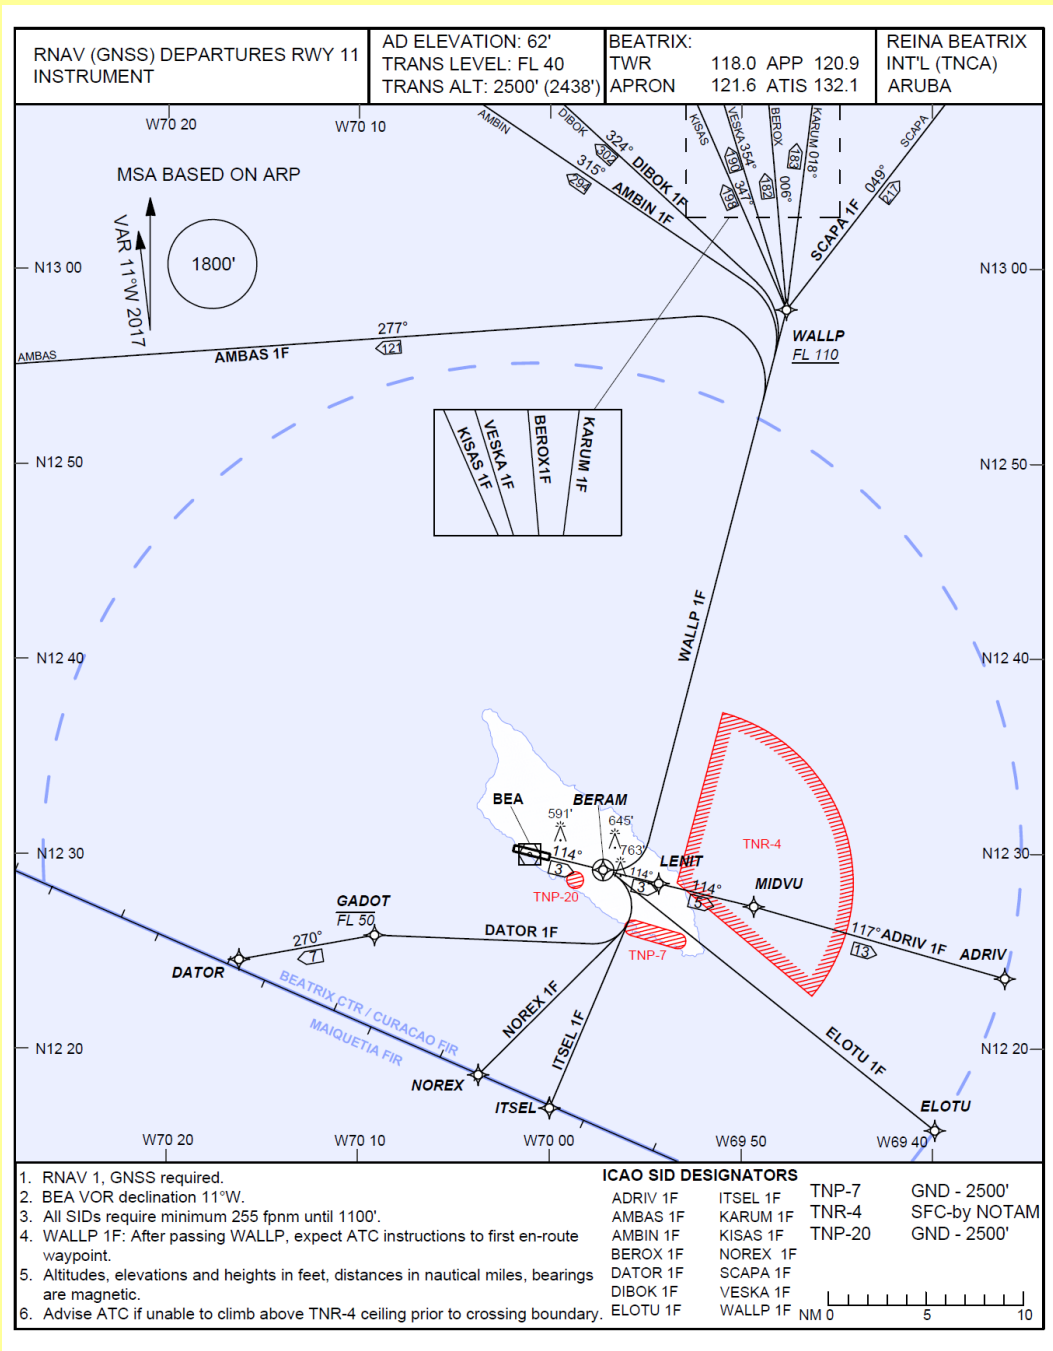 RNAV (GNSS) DEPARTURES RWY 11
INSTRUMENT
AD ELEVATION: 62'
TRANS LEVEL: FL 40
TRANS ALT: 2500' (2438')
BEATRIX:
TWR 118.0 APP 120.9
APRON 121.6 ATIS 132.1
REINA BEATRIX
INT'L (TNCA)
ARUBA
W70 20
W70 10
AMBIN
DIBOK
KISAS
VESKA
BEROX
KARUM
SCAPA
324°
302
DIBOK 1F
315°
294
AMBIN 1F
354°
190
347°
198
006°
182
018°
183
049°
217
SCAPA 1F
MSA BASED ON ARP
1800'
VAR 11°W 2017
N13 00
N13 00
WALLP
FL 110
277°
121
AMBAS
AMBAS 1F
KISAS 1F
VESKA 1F
BEROX1F
KARUM 1F
N12 50
N12 50
WALLP 1F
N12 40
N12 40
BEA
BERAM
591'
645'
763'
TNR-4
N12 30
N12 30
114°
3
114°
3
LENIT
114°
5
MIDVU
TNP-20
GADOT
FL 50
DATOR 1F
TNP-7
117°
13
ADRIV 1F
ADRIV
270°
7
DATOR
BEATRIX CTR / CURACAO FIR
MAIQUETIA FIR
NOREX 1F
ITSEL 1F
ELOTU 1F
N12 20
N12 20
NOREX
ITSEL
ELOTU
W70 20
W70 10
W70 00
W69 50
W69 40
1. RNAV 1, GNSS required.
2. BEA VOR declination 11°W.
3. All SIDs require minimum 255 fpnm until 1100'.
4. WALLP 1F: After passing WALLP, expect ATC instructions to first en-route
waypoint.
5. Altitudes, elevations and heights in feet, distances in nautical miles, bearings
are magnetic.
6. Advise ATC if unable to climb above TNR-4 ceiling prior to crossing boundary.
ICAO SID DESIGNATORS
ADRIV 1F ITSEL 1F
AMBAS 1F KARUM 1F
AMBIN 1F KISAS 1F
BEROX 1F NOREX 1F
DATOR 1F SCAPA 1F
DIBOK 1F VESKA 1F
ELOTU 1F WALLP 1F
TNP-7 GND - 2500'
TNR-4 SFC-by NOTAM
TNP-20 GND - 2500'
NM 0 5 10